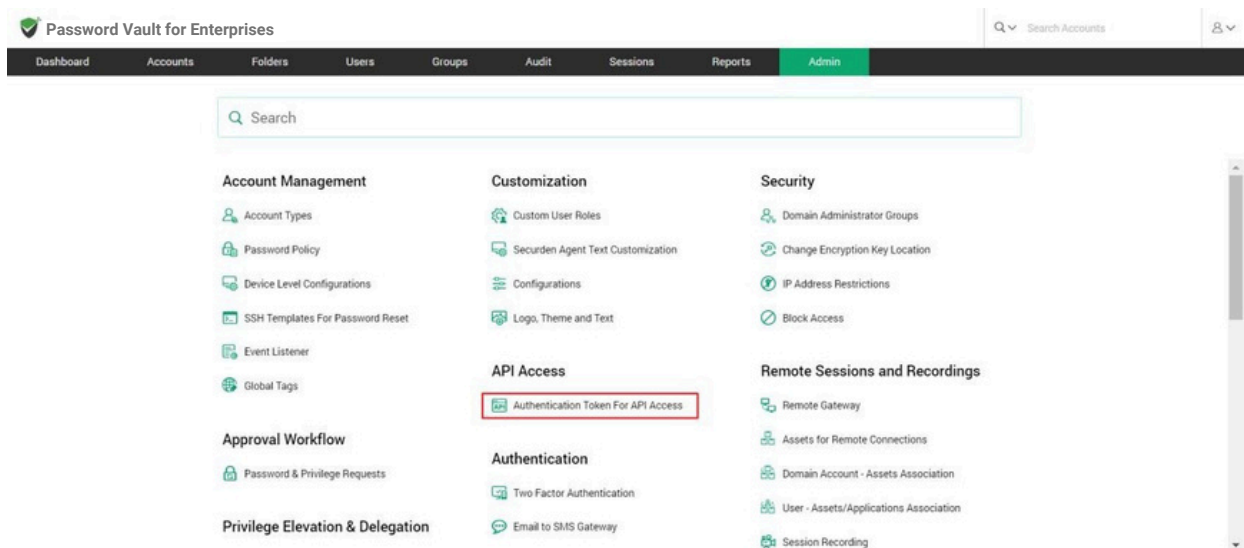 Password Vault for Enterprises
Search Accounts
Dashboard Accounts Folders Users Groups Audit Sessions Reports Admin
Search
Account Management
Account Types
Password Policy
Device Level Configurations
SSH Templates For Password Reset
Event Listener
Global Tags
Approval Workflow
Password & Privilege Requests
Privilege Elevation & Delegation
Customization
Custom User Roles
Securden Agent Text Customization
Configurations
Logo, Theme and Text
API Access
API
Authentication Token For API Access
Authentication
Two Factor Authentication
Email to SMS Gateway
Security
Domain Administrator Groups
Change Encryption Key Location
IP Address Restrictions
Block Access
Remote Sessions and Recordings
Remote Gateway
Assets for Remote Connections
Domain Account - Assets Association
User - Assets/Applications Association
Session Recording